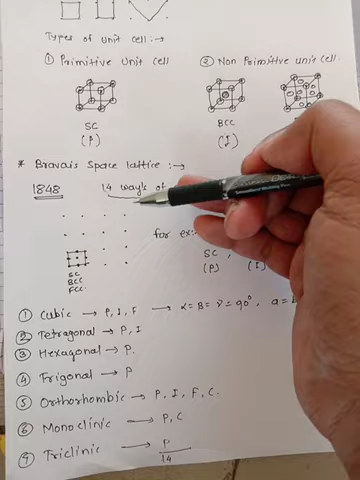 Types of Unit Cell :→
① Primitive Unit Cell ② Non Primitive unit cell.
SC BCC
(P) (I)
* Bravais Space lattice :→
1848 14 way's of
for ex:
SC
BCC
FCC
SC ,
(P) (I)
① Cubic → P, I, F → α = B = γ = 90°, a =
② Tetragonal → P, I
③ Hexagonal → P.
④ Trigonal → P
⑤ Orthorhombic → P. I, F, C.
⑥ Monoclinic → P, C
⑦ Triclinic → P
14